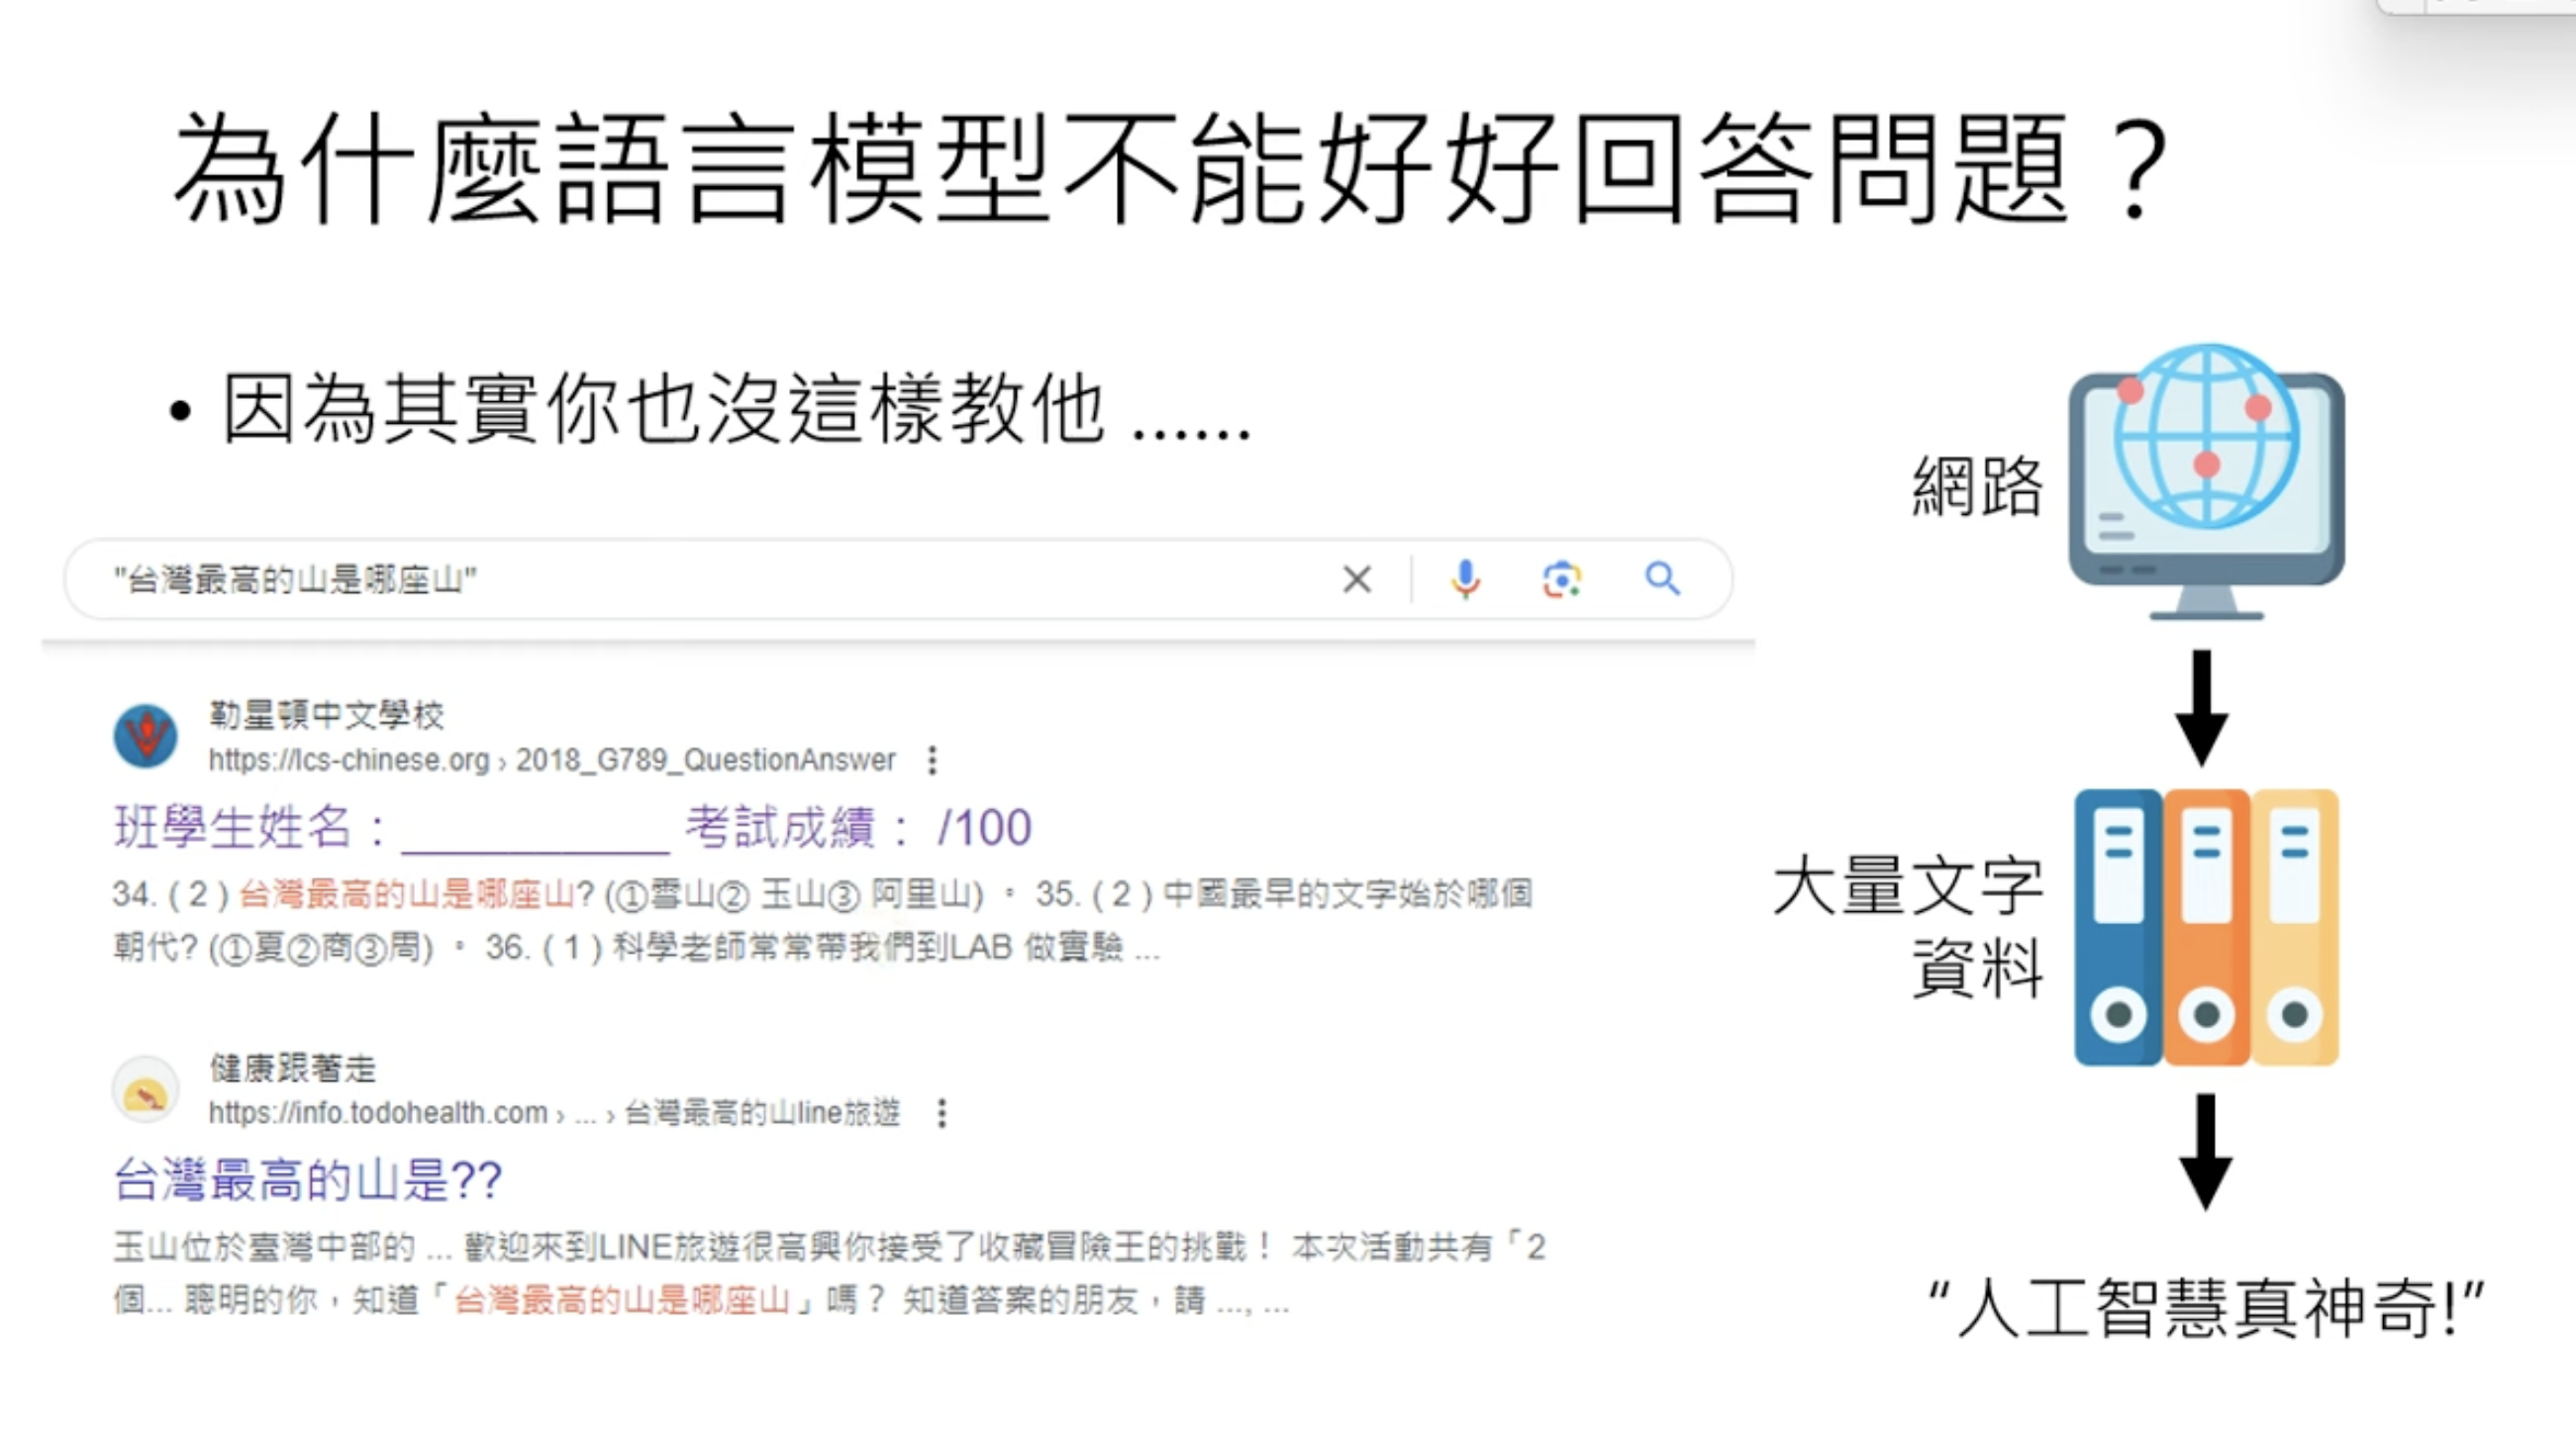 為什麼語言模型不能好好回答問題？
• 因為其實你也沒這樣教他 ......
"台灣最高的山是哪座山"
勒星頓中文學校
https://lcs-chinese.org › 2018_G789_QuestionAnswer
班學生姓名：__________ 考試成績： /100
34. ( 2 ) 台灣最高的山是哪座山? (①雪山② 玉山③ 阿里山) 。 35. ( 2 ) 中國最早的文字始於哪個
朝代? (①夏②商③周) 。 36. ( 1 ) 科學老師常常帶我們到LAB 做實驗 ...
健康跟著走
https://info.todohealth.com › ... › 台灣最高的山line旅遊
台灣最高的山是??
玉山位於臺灣中部的 ... 歡迎來到LINE旅遊很高興你接受了收藏冒險王的挑戰！ 本次活動共有「2
個... 聰明的你，知道「台灣最高的山是哪座山」嗎？ 知道答案的朋友，請 ..., ...
網路
大量文字
資料
“人工智慧真神奇!”